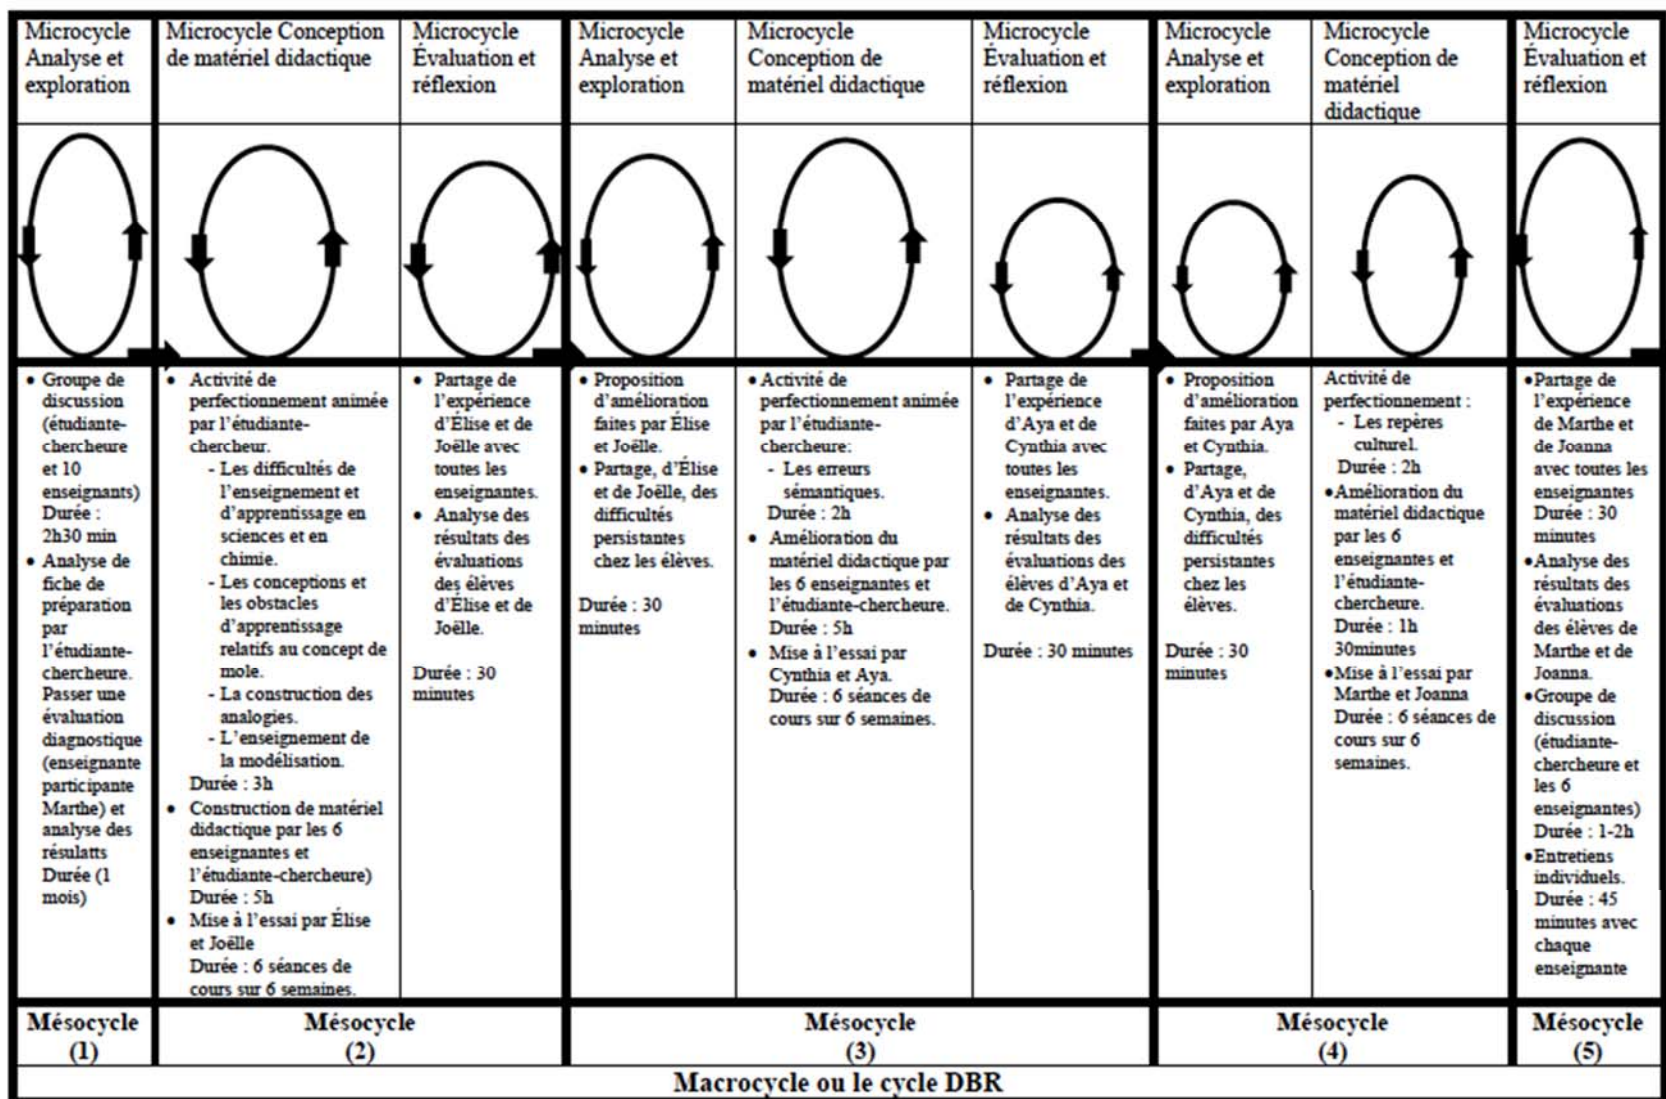 Microcycle
Analyse et
exploration
Microcycle Conception
de matériel didactique
Microcycle
Évaluation et
réflexion
Microcycle
Analyse et
exploration
Microcycle
Conception de
matériel didactique
Microcycle
Évaluation et
réflexion
Microcycle
Analyse et
exploration
Microcycle
Conception de
matériel
didactique
Microcycle
Évaluation et
réflexion
• Groupe de
discussion
(étudiante-
chercheure
et 10
enseignants)
Durée :
2h30 min
• Analyse de
fiche de
préparation
par
l'étudiante-
chercheure.
Passer une
évaluation
diagnostique
(enseignante
participante
Marthe) et
analyse des
résulatts
Durée (1
mois)
• Activité de
perfectionnement animée
par l'étudiante-
chercheur.
- Les difficultés de
l'enseignement et
d'apprentissage en
sciences et en
chimie.
- Les conceptions et
les obstacles
d'apprentissage
relatifs au concept de
mole.
- La construction des
analogies.
- L'enseignement de
la modélisation.
Durée : 3h
• Construction de matériel
didactique par les 6
enseignantes et
l'étudiante-chercheure)
Durée : 5h
• Mise à l'essai par Élise
et Joëlle
Durée : 6 séances de
cours sur 6 semaines.
• Partage de
l'expérience
d'Élise et de
Joëlle avec
toutes les
enseignantes.
• Analyse des
résultats des
évaluations
des élèves
d'Élise et de
Joëlle.
Durée : 30
minutes
• Proposition
d'amélioration
faites par Élise
et Joëlle.
• Partage, d'Élise
et de Joëlle, des
difficultés
persistantes
chez les élèves.
Durée : 30
minutes
• Activité de
perfectionnement animée
par l'étudiante-
chercheure:
- Les erreurs
sémantiques.
Durée : 2h
• Amélioration du
matériel didactique par
les 6 enseignantes et
l'étudiante-chercheure.
Durée : 5h
• Mise à l'essai par
Cynthia et Aya.
Durée : 6 séances de
cours sur 6 semaines.
• Partage de
l'expérience
d'Aya et de
Cynthia avec
toutes les
enseignantes.
• Analyse des
résultats des
évaluations des
élèves d'Aya et
de Cynthia.
Durée : 30 minutes
• Proposition
d'amélioration
faites par Aya
et Cynthia.
• Partage,
d'Aya et de
Cynthia, des
difficultés
persistantes
chez les
élèves.
Durée : 30
minutes
Activité de
perfectionnement :
- Les repères
culturel.
Durée : 2h
•Amélioration du
matériel didactique
par les 6
enseignantes et
l'étudiante-
chercheure.
Durée : 1h
30minutes
•Mise à l'essai par
Marthe et Joanna
Durée : 6 séances de
cours sur 6
semaines.
•Partage de
l'expérience
de Marthe et
de Joanna
avec toutes les
enseignantes
Durée : 30
minutes
•Analyse des
résultats des
évaluations
des élèves de
Marthe et de
Joanna.
•Groupe de
discussion
(étudiante-
chercheure et
les 6
enseignantes)
Durée : 1-2h
•Entretiens
individuels.
Durée : 45
minutes avec
chaque
enseignante
Mésocycle
(1)
Mésocycle
(2)
Mésocycle
(3)
Mésocycle
(4)
Mésocycle
(5)
Macrocycle ou le cycle DBR